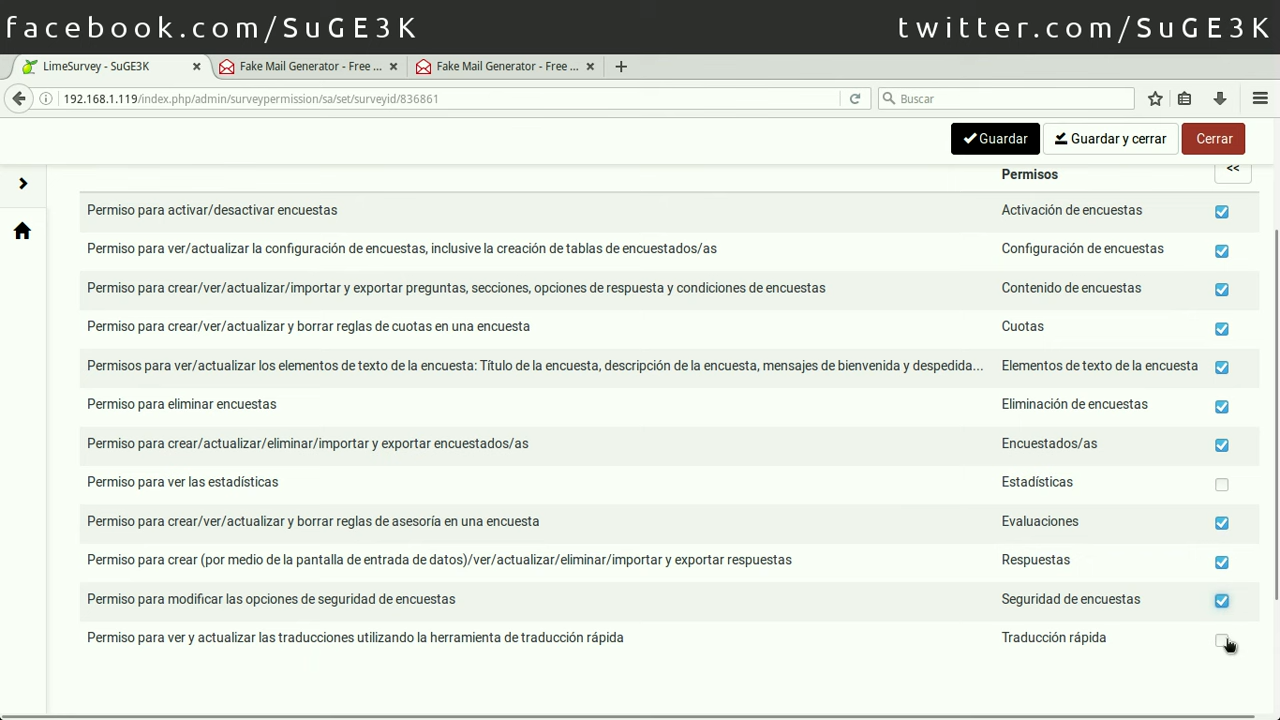 facebook.com/SuGE3K twitter.com/SuGE3K
LimeSurvey - SuGE3K Fake Mail Generator - Free ... Fake Mail Generator - Free ...
192.168.1.119/index.php/admin/surveypermission/sa/set/surveyid/836861 Buscar
Guardar Guardar y cerrar Cerrar
Permisos <<
Permiso para activar/desactivar encuestas Activación de encuestas
Permiso para ver/actualizar la configuración de encuestas, inclusive la creación de tablas de encuestados/as Configuración de encuestas
Permiso para crear/ver/actualizar/importar y exportar preguntas, secciones, opciones de respuesta y condiciones de encuestas Contenido de encuestas
Permiso para crear/ver/actualizar y borrar reglas de cuotas en una encuesta Cuotas
Permisos para ver/actualizar los elementos de texto de la encuesta: Título de la encuesta, descripción de la encuesta, mensajes de bienvenida y despedida... Elementos de texto de la encuesta
Permiso para eliminar encuestas Eliminación de encuestas
Permiso para crear/actualizar/eliminar/importar y exportar encuestados/as Encuestados/as
Permiso para ver las estadísticas Estadísticas
Permiso para crear/ver/actualizar y borrar reglas de asesoría en una encuesta Evaluaciones
Permiso para crear (por medio de la pantalla de entrada de datos)/ver/actualizar/eliminar/importar y exportar respuestas Respuestas
Permiso para modificar las opciones de seguridad de encuestas Seguridad de encuestas
Permiso para ver y actualizar las traducciones utilizando la herramienta de traducción rápida Traducción rápida